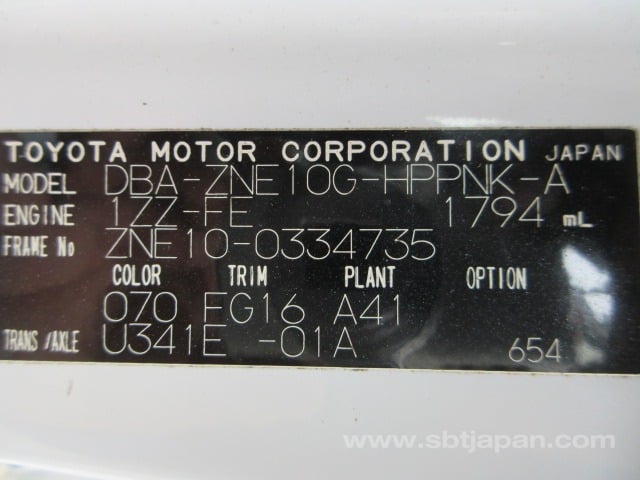 TOYOTA MOTOR CORPORATION JAPAN
MODEL DBA-ZNE10G-HPPNK-A
ENGINE 1ZZ-FE 1794 mL
FRAME No ZNE10-0334735
COLOR TRIM PLANT OPTION
070 FG16 A41
TRANS/AXLE U341E -01A 654
www.sbtjapan.com